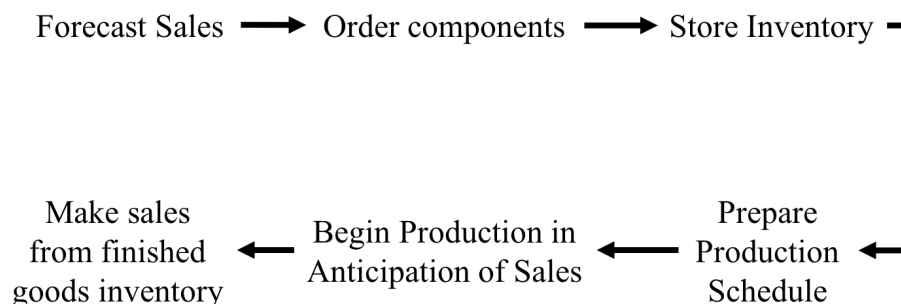 Forecast Sales
Order components
Store Inventory
Prepare
Production
Schedule
Begin Production in
Anticipation of Sales
Make sales
from finished
goods inventory